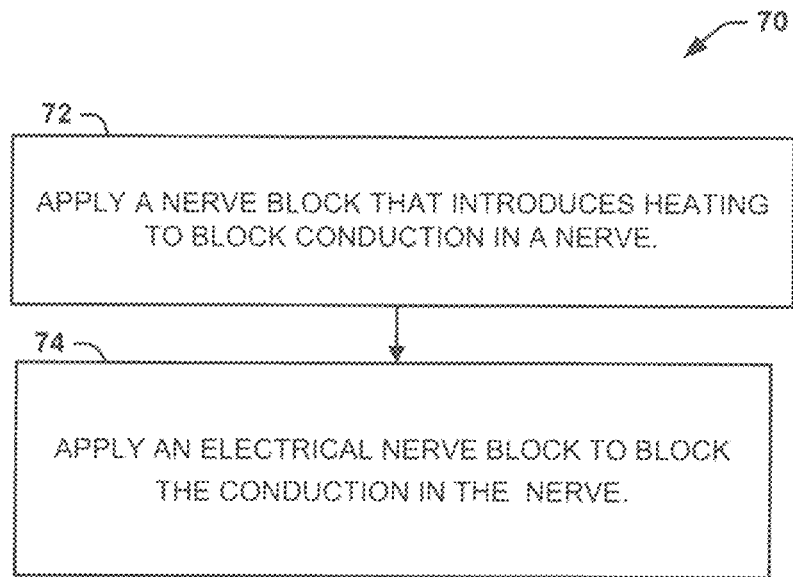 70
72
APPLY A NERVE BLOCK THAT INTRODUCES HEATING
TO BLOCK CONDUCTION IN A NERVE.
74
APPLY AN ELECTRICAL NERVE BLOCK TO BLOCK
THE CONDUCTION IN THE NERVE.